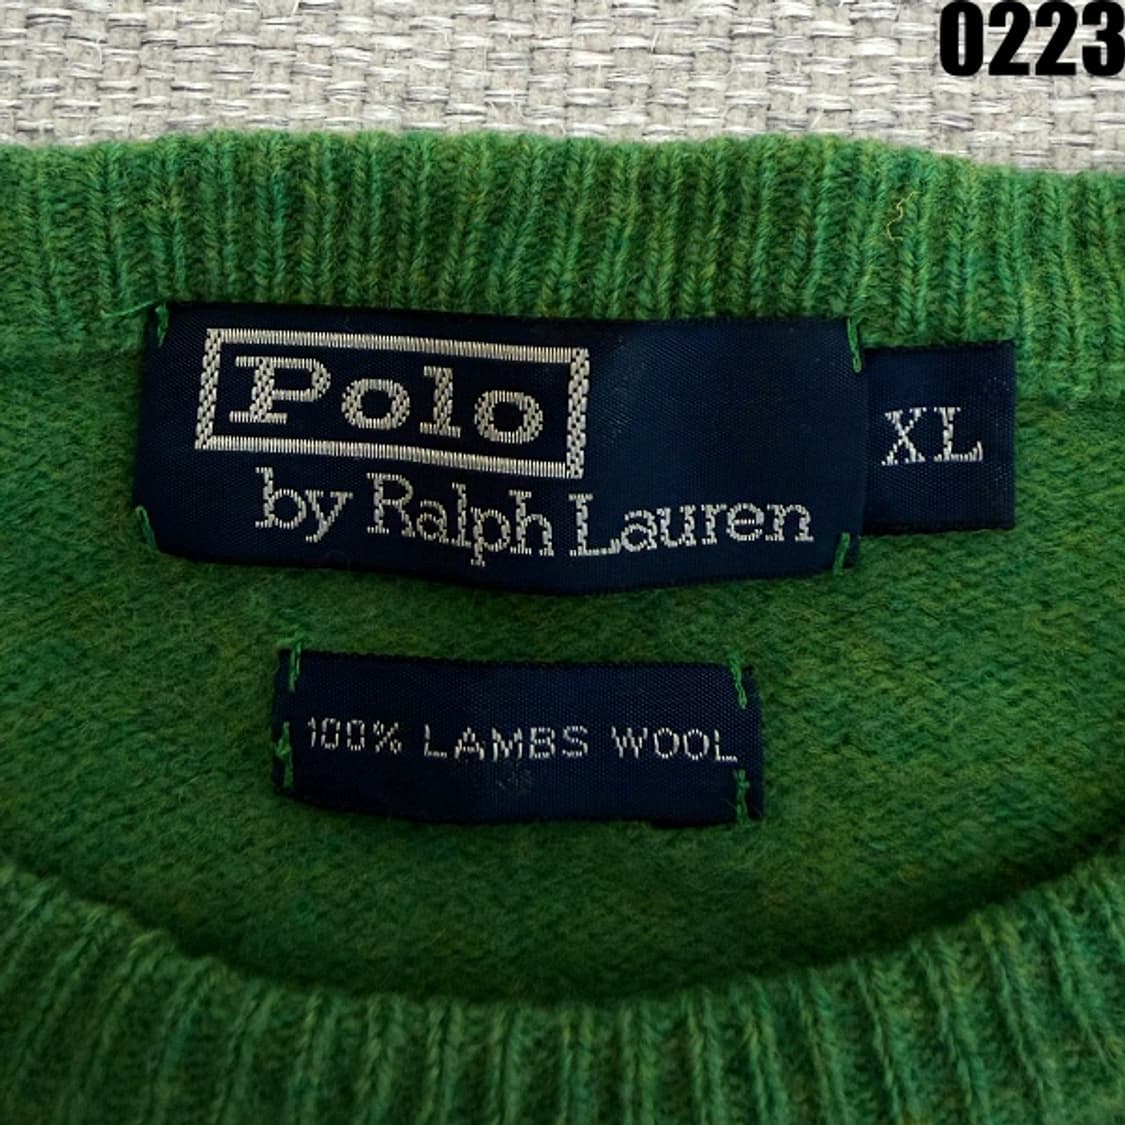 0223
Polo
by Ralph Lauren
XL
100% LAMBS WOOL